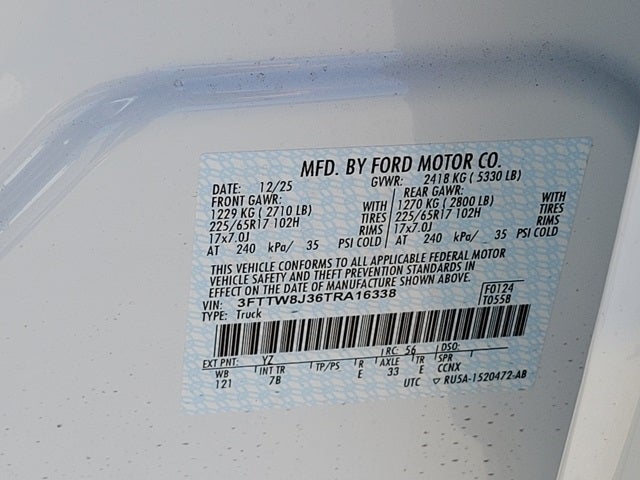 MFD. BY FORD MOTOR CO.
DATE: 12/25 GVWR: 2418 KG ( 5330 LB)
FRONT GAWR: REAR GAWR:
1229 KG ( 2710 LB) WITH 1270 KG ( 2800 LB) WITH
225/65R17 102H TIRES 225/65R17 102H TIRES
17x7.0J RIMS 17x7.0J RIMS
AT 240 kPa/ 35 PSI COLD AT 240 kPa/ 35 PSI COLD
THIS VEHICLE CONFORMS TO ALL APPLICABLE FEDERAL MOTOR
VEHICLE SAFETY AND THEFT PREVENTION STANDARDS IN
EFFECT ON THE DATE OF MANUFACTURE SHOWN ABOVE.
VIN: 3FTTW8J36TRA16338 F0124
TYPE: Truck T055B
EXT PNT: YZ RC: 56 DSO:
WB INT TR TP/PS R AXLE TR SPR
121 7B E 33 E CCNX
UTC ▽ RU5A-1520472-AB